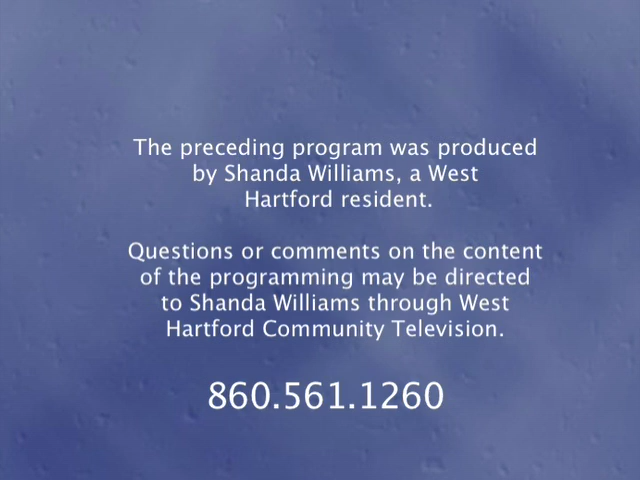 The preceding program was produced
by Shanda Williams, a West
Hartford resident.
Questions or comments on the content
of the programming may be directed
to Shanda Williams through West
Hartford Community Television.
860.561.1260